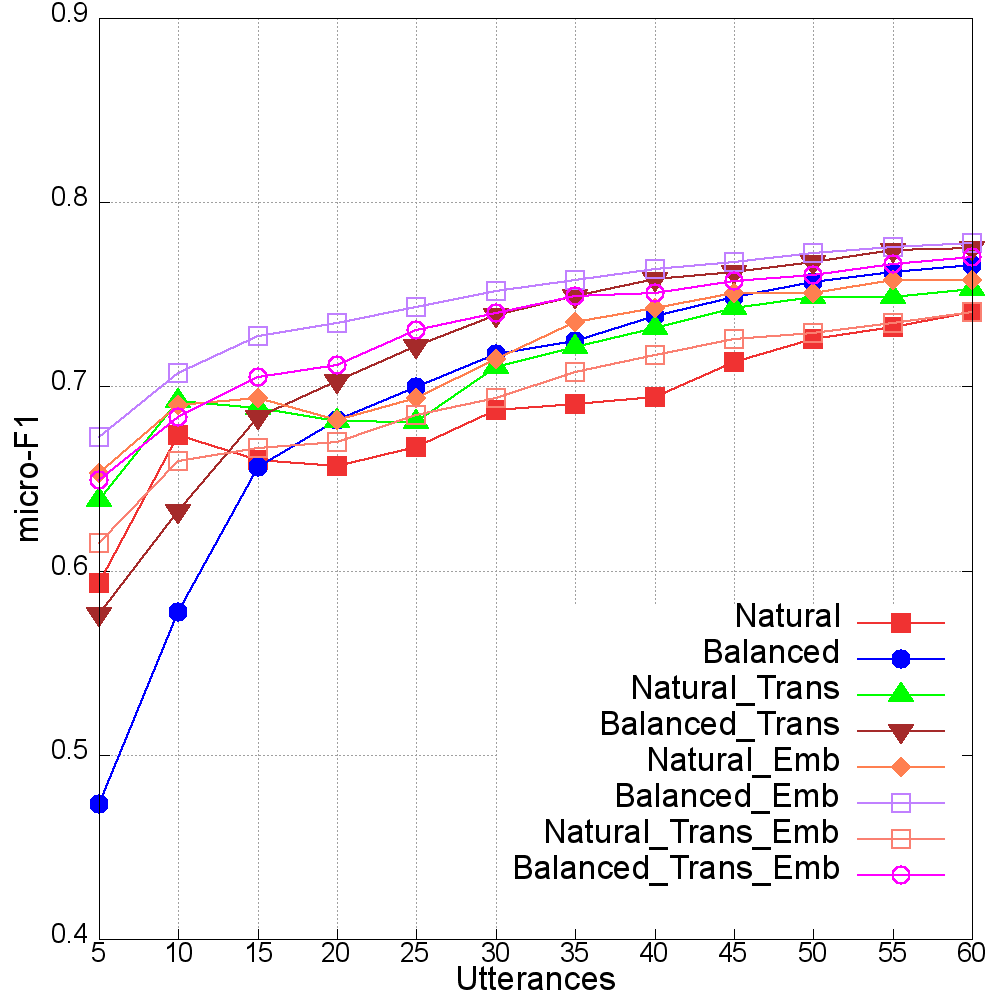 0.9
0.8
0.7
0.6
0.5
0.4
micro-F1
Natural
Balanced
Natural_Trans
Balanced_Trans
Natural_Emb
Balanced_Emb
Natural_Trans_Emb
Balanced_Trans_Emb
5 10 15 20 25 30 35 40 45 50 55 60
Utterances